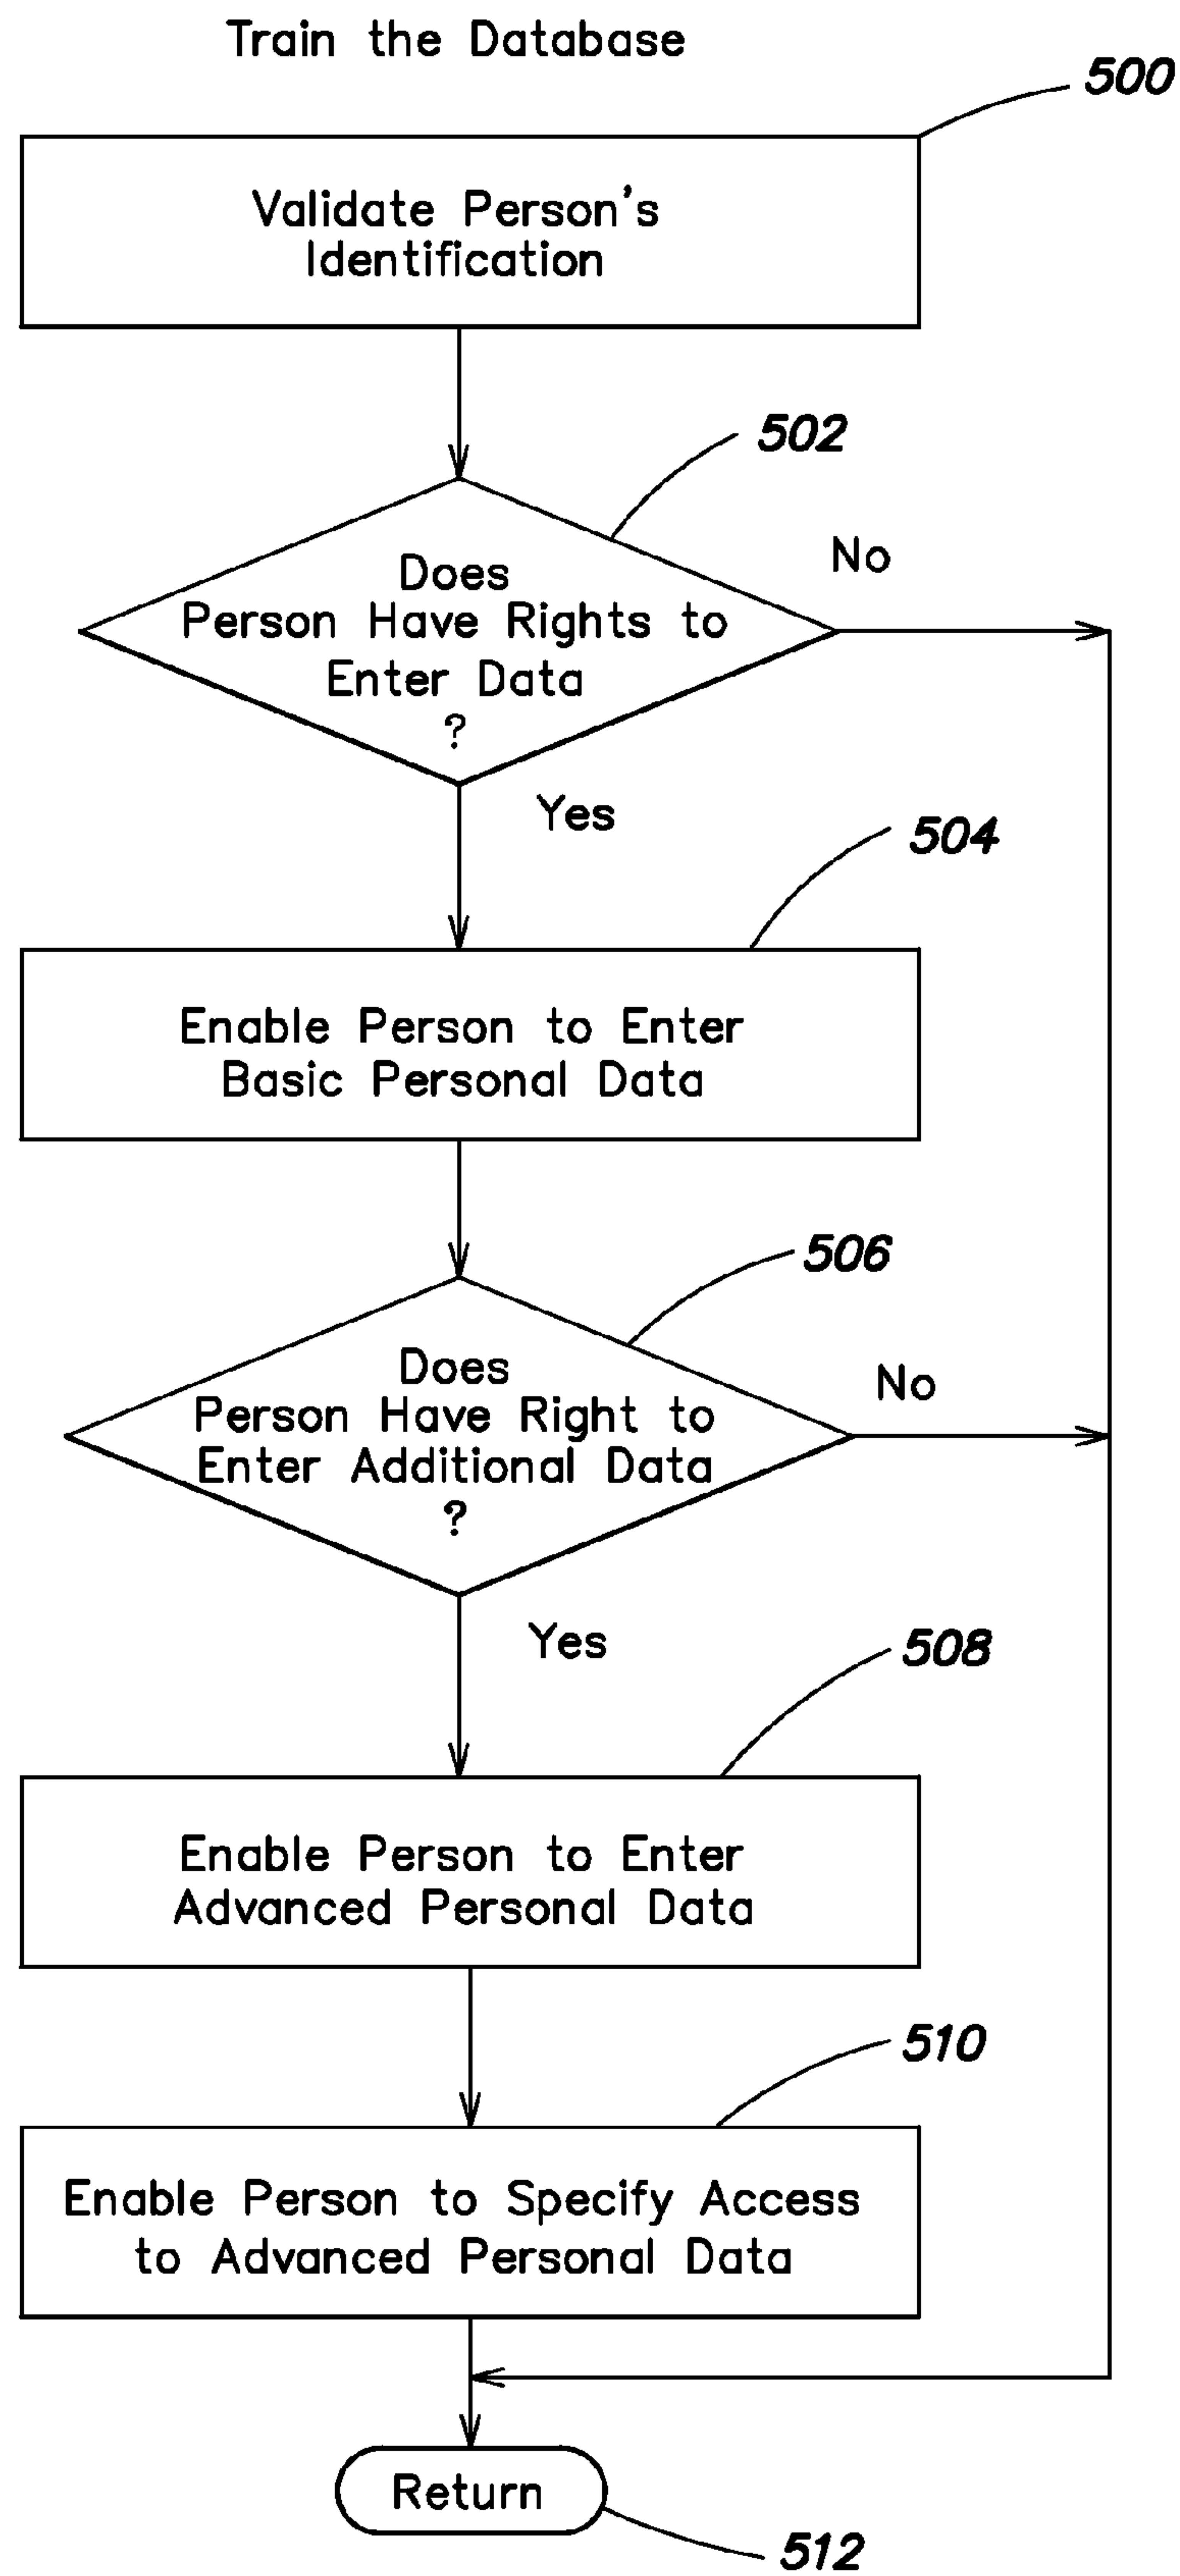 Train the Database
500
Validate Person's
Identification
502
Does
Person Have Rights to
Enter Data
?
No
Yes
504
Enable Person to Enter
Basic Personal Data
506
Does
Person Have Right to
Enter Additional Data
?
No
Yes
508
Enable Person to Enter
Advanced Personal Data
510
Enable Person to Specify Access
to Advanced Personal Data
Return
512